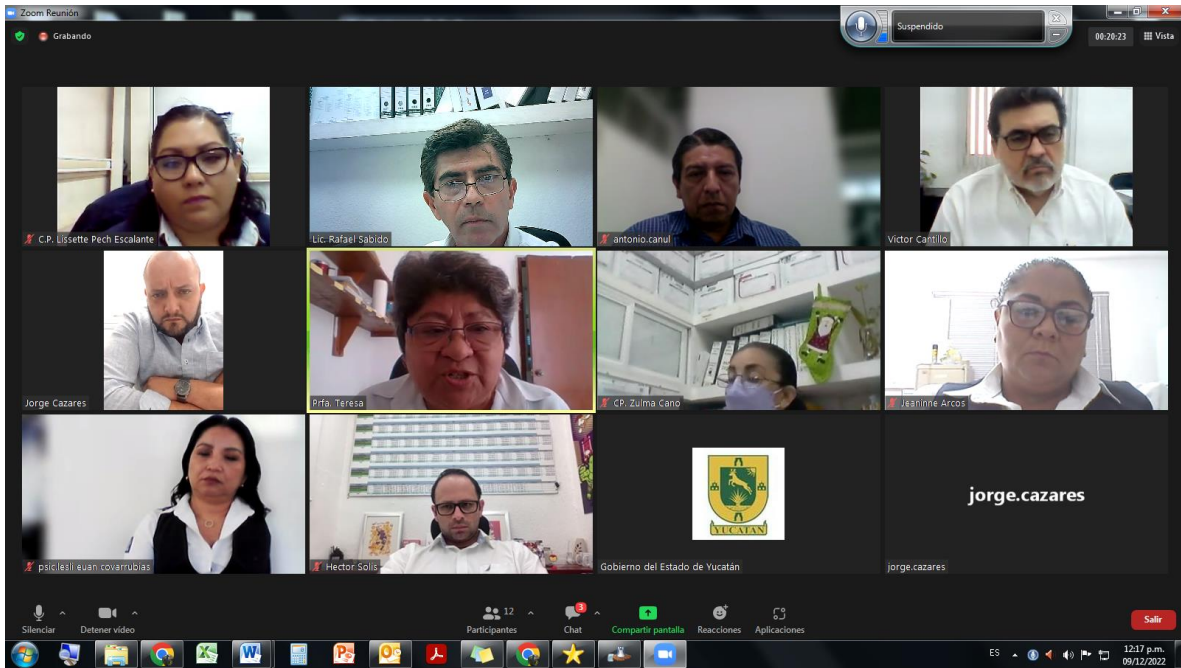 Zoom Reunión
Suspendido
Grabando
00:20:23
Vista
C.P. Lissette Pech Escalante
Lic. Rafael Sabido
antonio.canul
Victor Cantillo
Jorge Cazares
Prfa. Teresa
CP. Zulma Cano
Jeaninne Arcos
YUCATAN
jorge.cazares
psic.lesli euan covarrubias
Hector Solis
Gobierno del Estado de Yucatán
jorge.cazares
Silenciar
Detener vídeo
12
Participantes
3
Chat
Compartir pantalla
Reacciones
Aplicaciones
Salir
ES
12:17 p.m.
09/12/2022